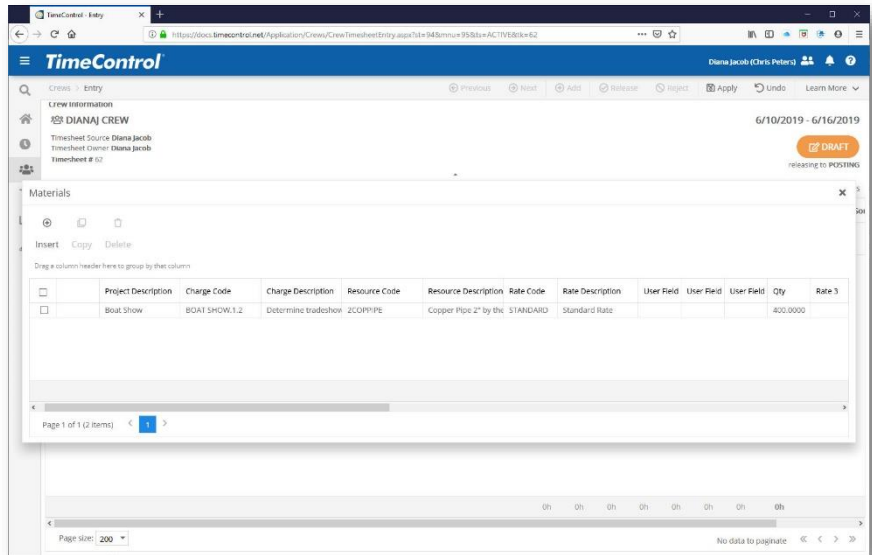 TimeControl - Entry
https://docs.timecontrol.net/Application/Crews/CrewTimesheetEntry.aspx?st=94&mnu=95&ts=ACTIVE&tk=62
TimeControl
Diana Jacob (Chris Peters)
Crews > Entry Previous Next Add Release Reject Apply Undo Learn More
Crew Information
DIANAJ CREW 6/10/2019 - 6/16/2019
Timesheet Source Diana Jacob
Timesheet Owner Diana Jacob
DRAFT
Timesheet # 62
releasing to POSTING
Materials
Insert Copy Delete
Drag a column header here to group by that column
Project Description Charge Code Charge Description Resource Code Resource Description Rate Code Rate Description User Field User Field User Field Qty Rate 3
Boat Show BOAT SHOW.1.2 Determine tradeshow 2COPPIPE Copper Pipe 2" by the STANDARD Standard Rate 400.0000
Page 1 of 1 (2 items) < 1 >
0h 0h 0h 0h 0h 0h 0h 0h
Page size: 200 No data to paginate